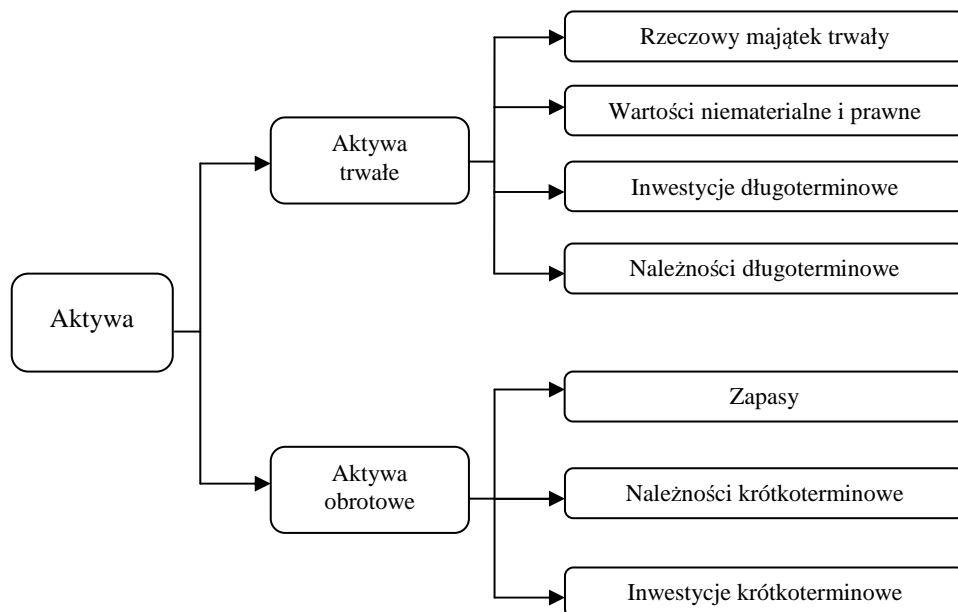 Rzeczowy majątek trwały
Wartości niematerialne i prawne
Aktywa
trwałe
Inwestycje długoterminowe
Należności długoterminowe
Aktywa
Zapasy
Aktywa
obrotowe
Należności krótkoterminowe
Inwestycje krótkoterminowe